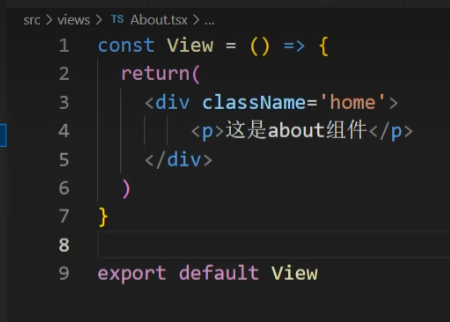 src > views > TS About.tsx > ...
1 const View = () => {
2 return(
3 <div className='home'>
4 <p>这是about组件</p>
5 </div>
6 )
7 }
8
9 export default View